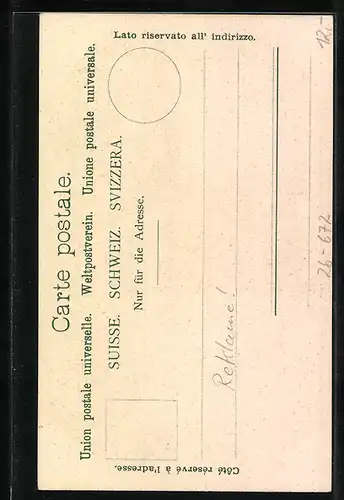 Carte postale.
Union postale universelle. Weltpostverein. Unione postale universale.
SUISSE. SCHWEIZ. SVIZZERA.
Nur für die Adresse.
Côté réservé à l'adresse.
Lato riservato all' indirizzo.
Reklame!
26-672
12,-